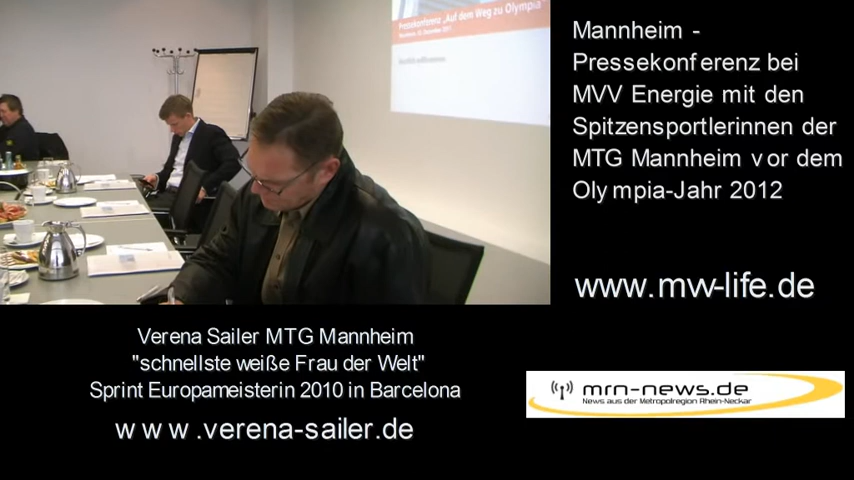 Pressekonferenz „Auf dem Weg zu Olympia“
Mannheim -
Pressekonferenz bei
MVV Energie mit den
Spitzensportlerinnen der
MTG Mannheim vor dem
Olympia-Jahr 2012
www.mvv-life.de
Verena Sailer MTG Mannheim
"schnellste weiße Frau der Welt"
Sprint Europameisterin 2010 in Barcelona
www.verena-sailer.de
mrn-news.de
News aus der Metropolregion Rhein-Neckar